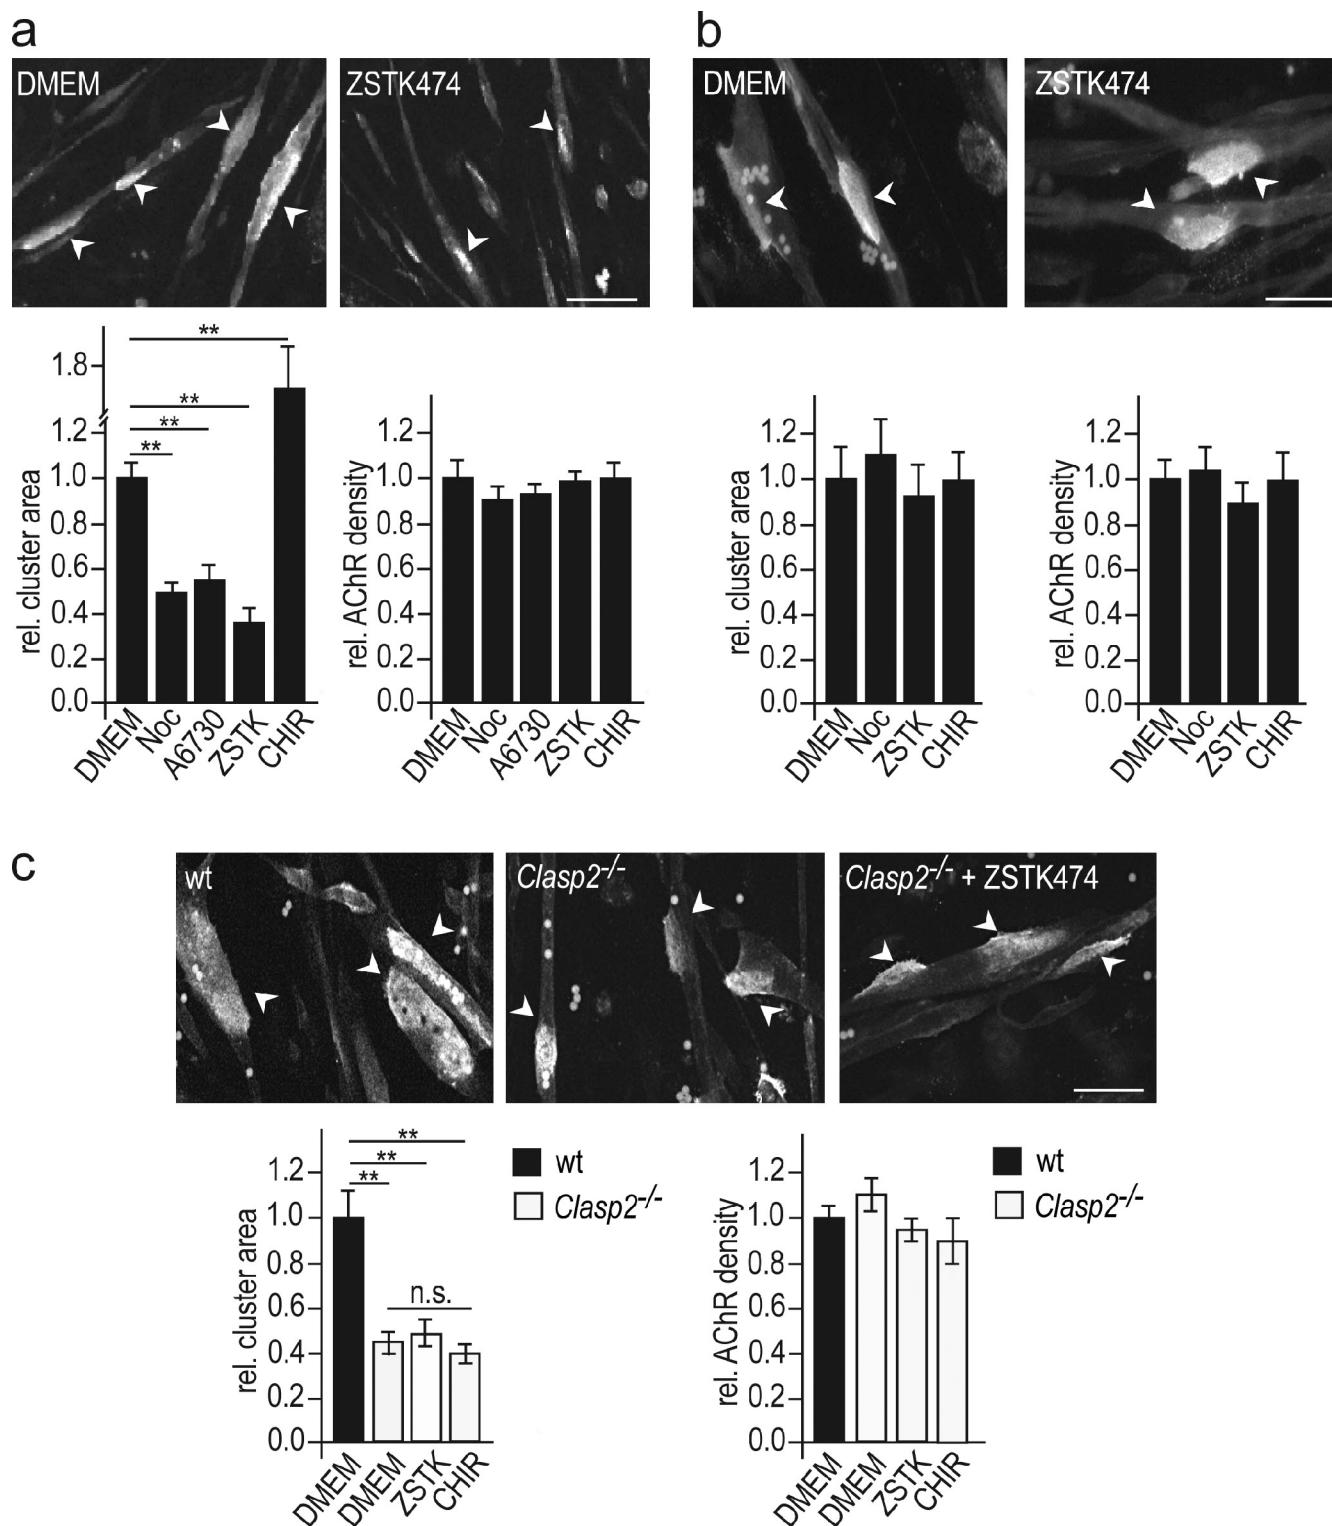 a
DMEM
ZSTK474
**
**
**
**
rel. cluster area
1.8
1.2
1.0
0.8
0.6
0.4
0.2
0.0
DMEM
Noc
A6730
ZSTK
CHIR
rel. AChR density
1.2
1.0
0.8
0.6
0.4
0.2
0.0
DMEM
Noc
A6730
ZSTK
CHIR
b
DMEM
ZSTK474
rel. cluster area
1.2
1.0
0.8
0.6
0.4
0.2
0.0
DMEM
Noc
ZSTK
CHIR
rel. AChR density
1.2
1.0
0.8
0.6
0.4
0.2
0.0
DMEM
Noc
ZSTK
CHIR
c
wt
Clasp2-/-
Clasp2-/- + ZSTK474
**
**
**
n.s.
rel. cluster area
1.2
1.0
0.8
0.6
0.4
0.2
0.0
DMEM
DMEM
ZSTK
CHIR
wt
Clasp2-/-
rel. AChR density
1.2
1.0
0.8
0.6
0.4
0.2
0.0
DMEM
DMEM
ZSTK
CHIR
wt
Clasp2-/-